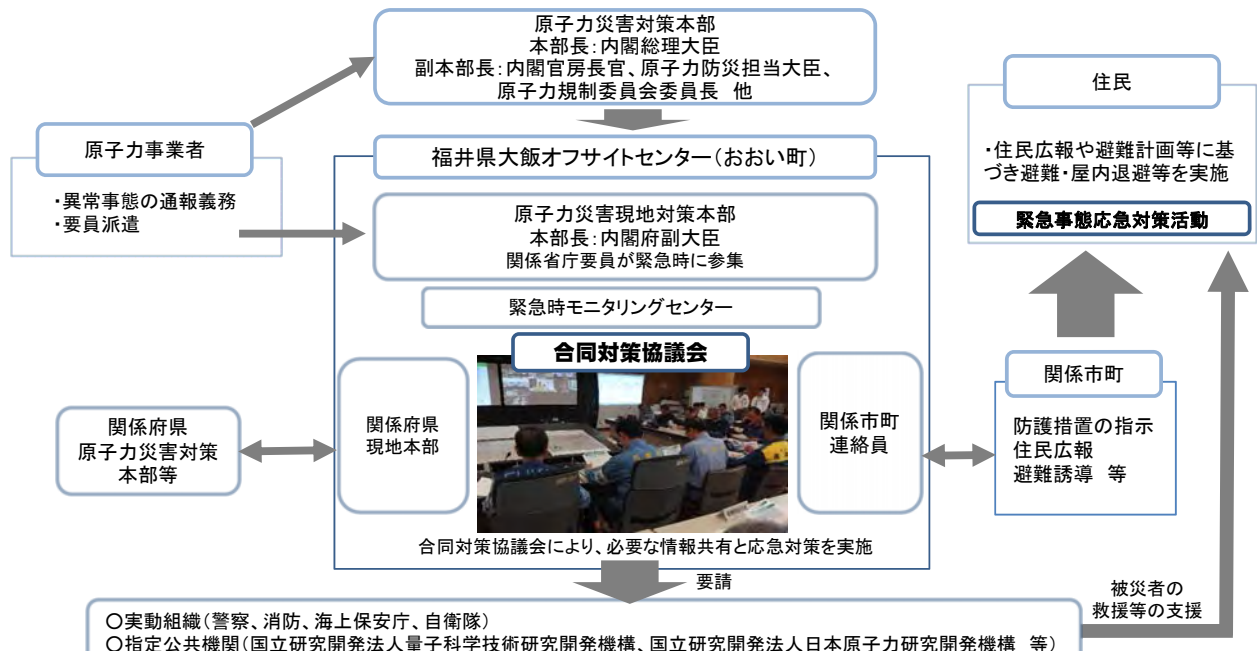 原子力災害対策本部
本部長：内閣総理大臣
副本部長：内閣官房長官、原子力防災担当大臣、
原子力規制委員会委員長　他
原子力事業者
・異常事態の通報義務
・要員派遣
福井県大飯オフサイトセンター（おおい町）
原子力災害現地対策本部
本部長：内閣府副大臣
関係省庁要員が緊急時に参集
緊急時モニタリングセンター
合同対策協議会
関係府県
現地本部
関係市町
連絡員
合同対策協議会により、必要な情報共有と応急対策を実施
関係府県
原子力災害対策
本部等
住民
・住民広報や避難計画等に基
づき避難・屋内退避等を実施
緊急事態応急対策活動
関係市町
防護措置の指示
住民広報
避難誘導　等
要請
被災者の
救援等の支援
〇実動組織（警察、消防、海上保安庁、自衛隊）
〇指定公共機関（国立研究開発法人量子科学技術研究開発機構、国立研究開発法人日本原子力研究開発機構　等）